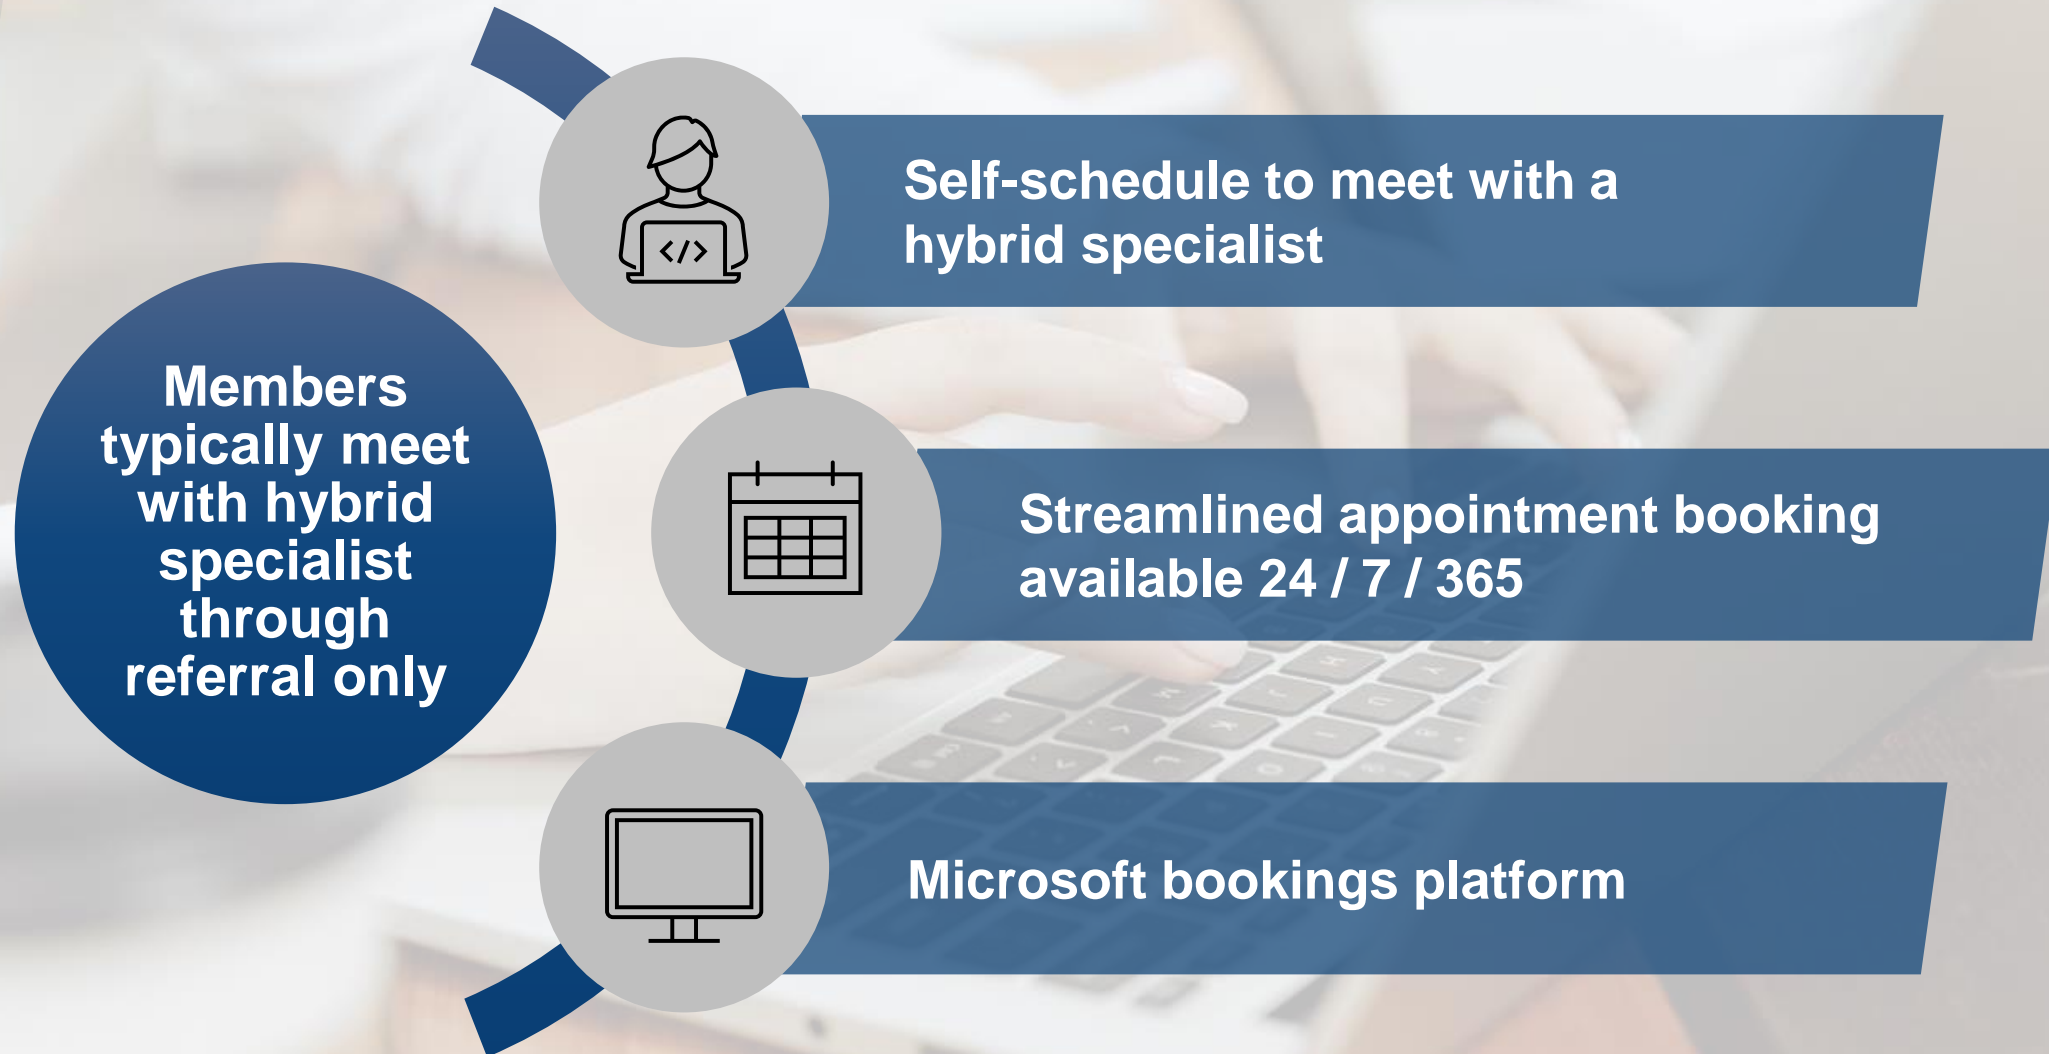 Members
typically meet
with hybrid
specialist
through
referral only
Self-schedule to meet with a
hybrid specialist
Streamlined appointment booking
available 24 / 7 / 365
Microsoft bookings platform